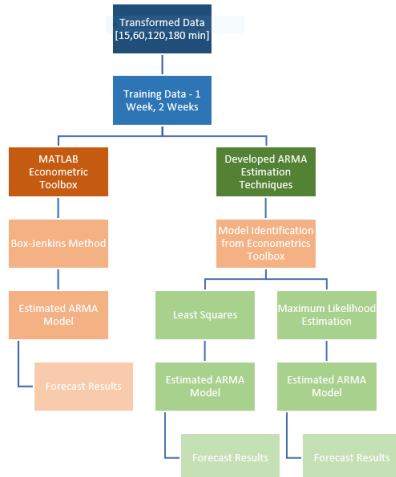 Transformed Data
[15,60,120,180 min]
Training Data - 1
Week, 2 Weeks
MATLAB
Econometric
Toolbox
Developed ARMA
Estimation
Techniques
Box-Jenkins Method
Model Identification
from Econometrics
Toolbox
Estimated ARMA
Model
Least Squares
Maximum Likelihood
Estimation
Forecast Results
Estimated ARMA
Model
Estimated ARMA
Model
Forecast Results
Forecast Results